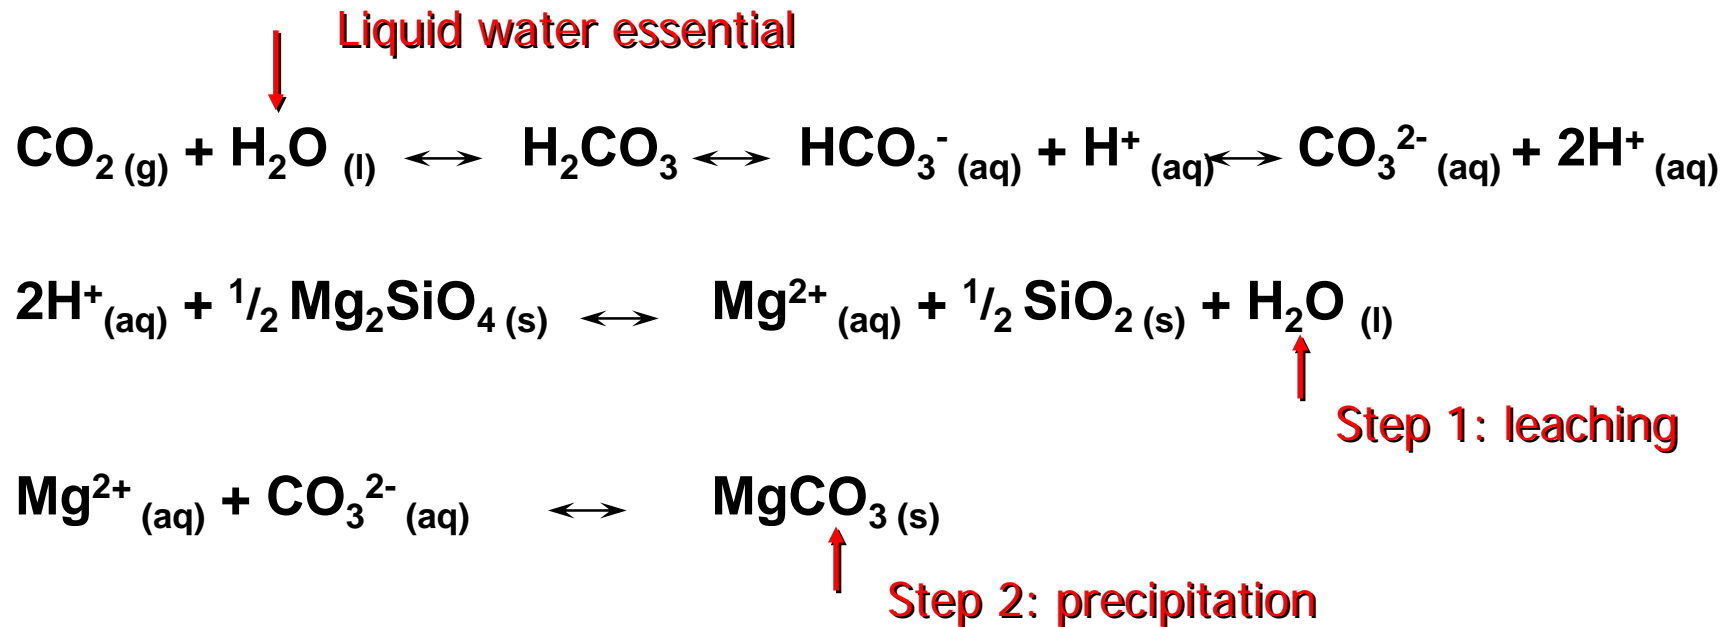 Liquid water essential
CO₂ (g) + H₂O (l) ↔ H₂CO₃ ↔ HCO₃⁻ (aq) + H⁺ (aq) ↔ CO₃²⁻ (aq) + 2H⁺ (aq)
2H⁺(aq) + ¹/₂ Mg₂SiO₄ (s) ↔ Mg²⁺ (aq) + ¹/₂ SiO₂ (s) + H₂O (l)
Step 1: leaching
Mg²⁺ (aq) + CO₃²⁻ (aq) ↔ MgCO₃ (s)
Step 2: precipitation